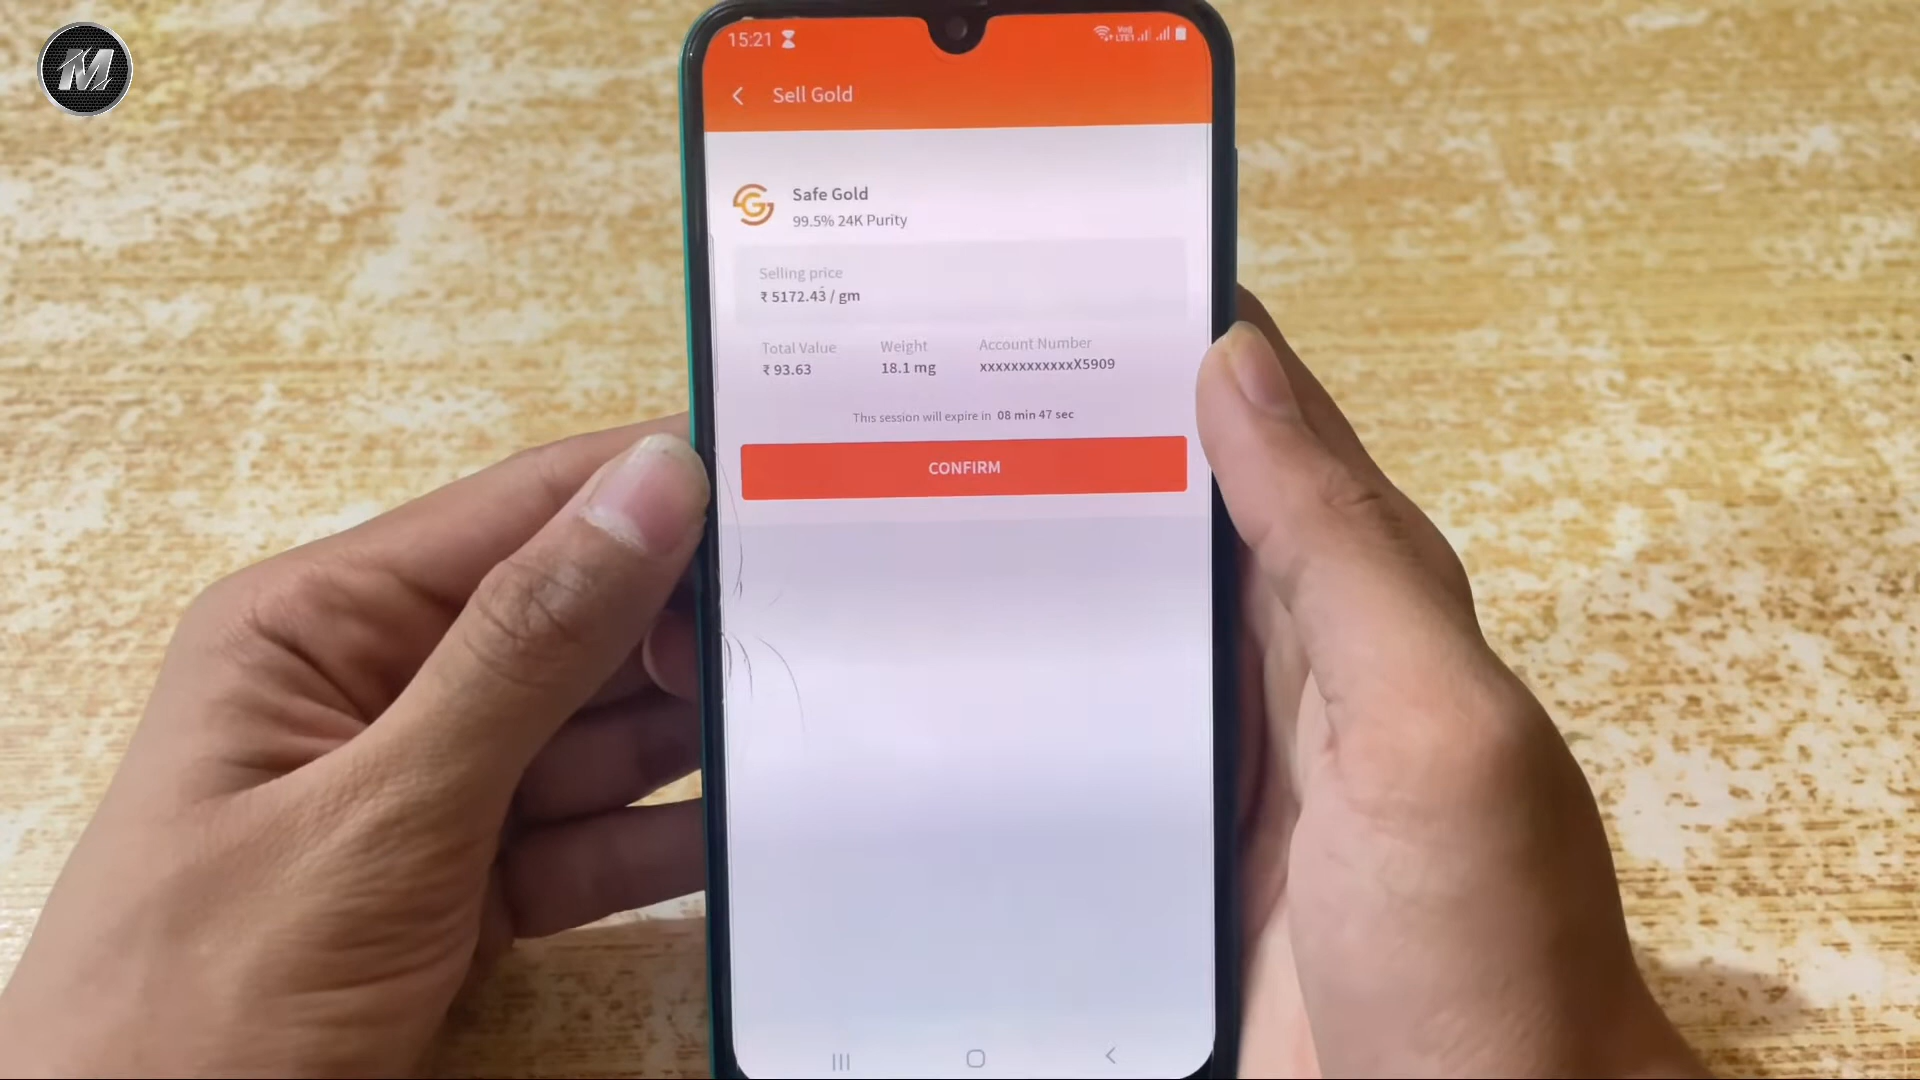 M
15:21
Sell Gold
Safe Gold
99.5% 24K Purity
Selling price
₹ 5172.43 / gm
Total Value Weight Account Number
₹ 93.63 18.1 mg xxxxxxxxxxxxX5909
This session will expire in 08 min 47 sec
CONFIRM